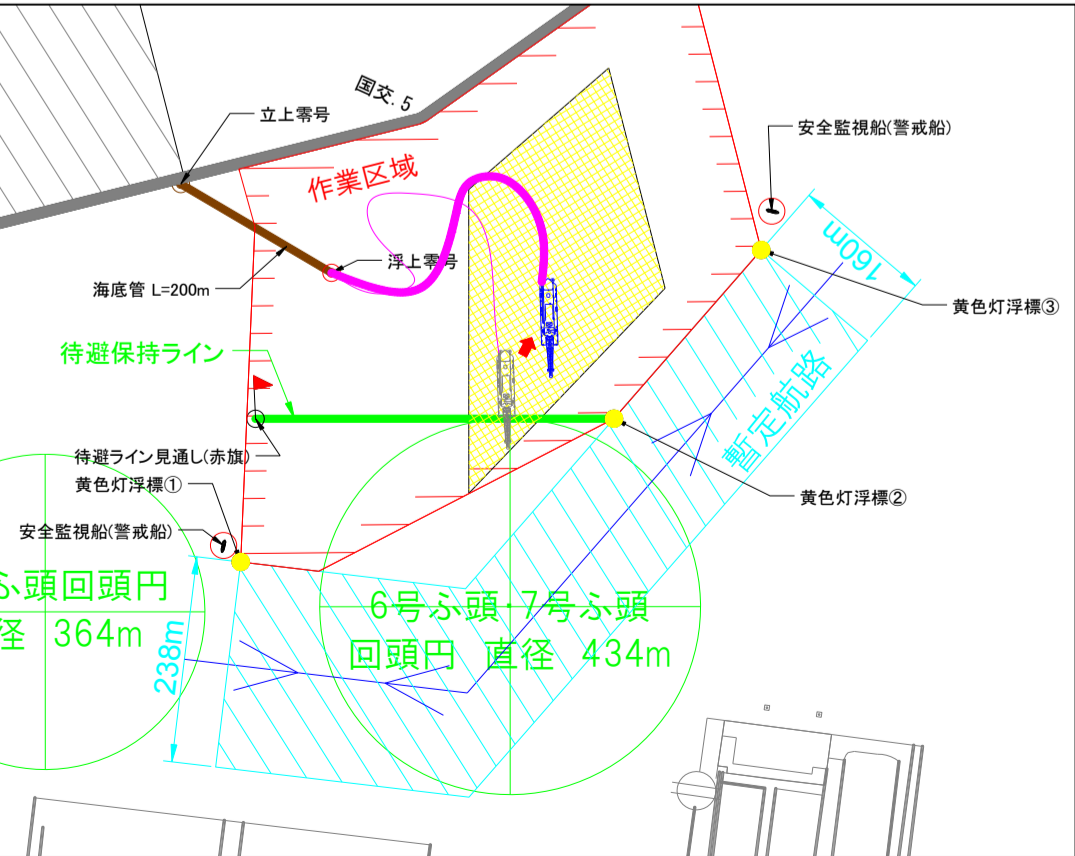 国交.5
立上零号
安全監視船(警戒船)
作業区域
160m
浮上零号
海底管 L=200m
黄色灯浮標③
待避保持ライン
暫定航路
待避ライン見通し(赤旗)
黄色灯浮標①
黄色灯浮標②
安全監視船(警戒船)
ふ頭回頭円
径 364m
6号ふ頭・7号ふ頭
回頭円 直径 434m
238m